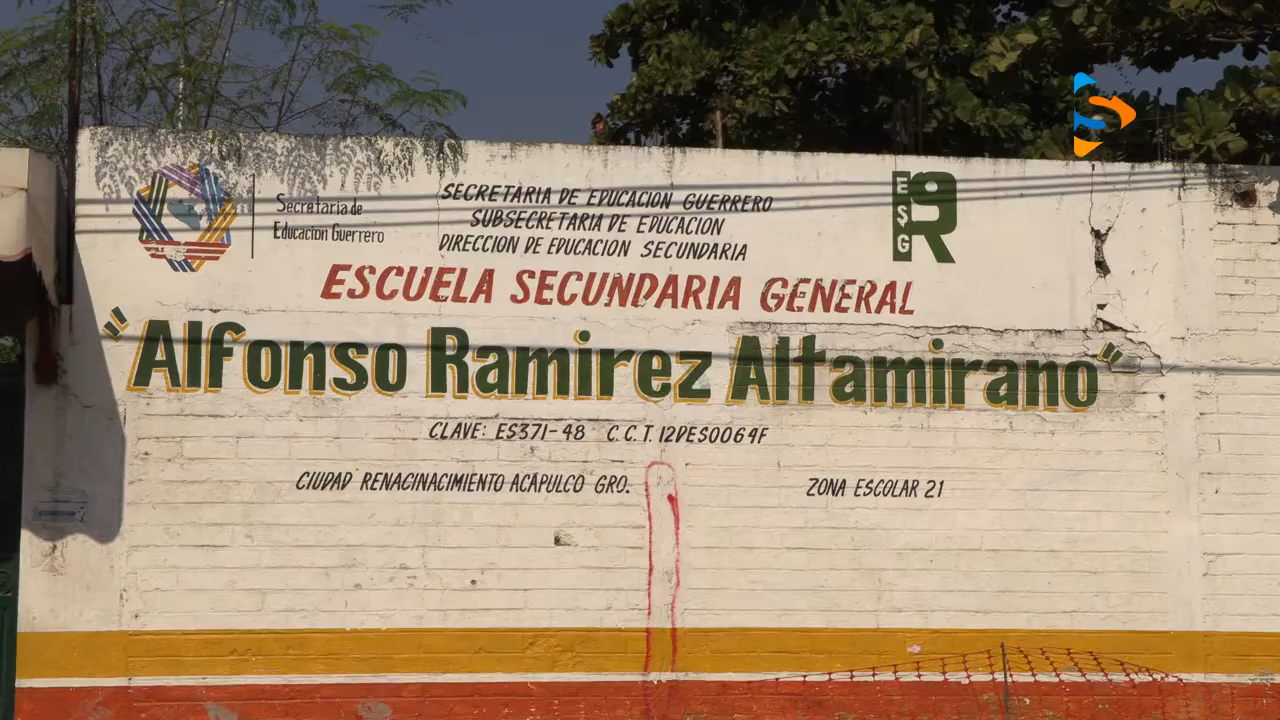 Secretaria de
Educacion Guerrero
SECRETARIA DE EDUCACION GUERRERO
SUBSECRETARIA DE EDUCACION
DIRECCION DE EDUCACION SECUNDARIA
ESG
R
ESCUELA SECUNDARIA GENERAL
"Alfonso Ramirez Altamirano"
CLAVE: ES371-48 C.C.T. 12DES0064F
CIUDAD RENACINACIMIENTO ACAPULCO GRO.
ZONA ESCOLAR 21